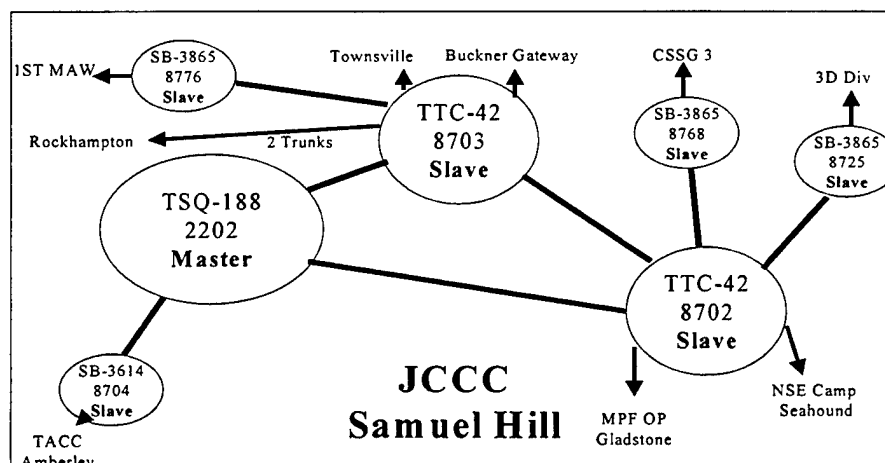 1ST MAW
SB-3865
8776
Slave
Townsville
Buckner Gateway
CSSG 3
3D Div
Rockhampton
2 Trunks
TTC-42
8703
Slave
SB-3865
8768
Slave
SB-3865
8725
Slave
TSQ-188
2202
Master
TTC-42
8702
Slave
SB-3614
8704
Slave
TACC
Amberley
JCCC
Samuel Hill
MPF OP
Gladstone
NSE Camp
Seahound